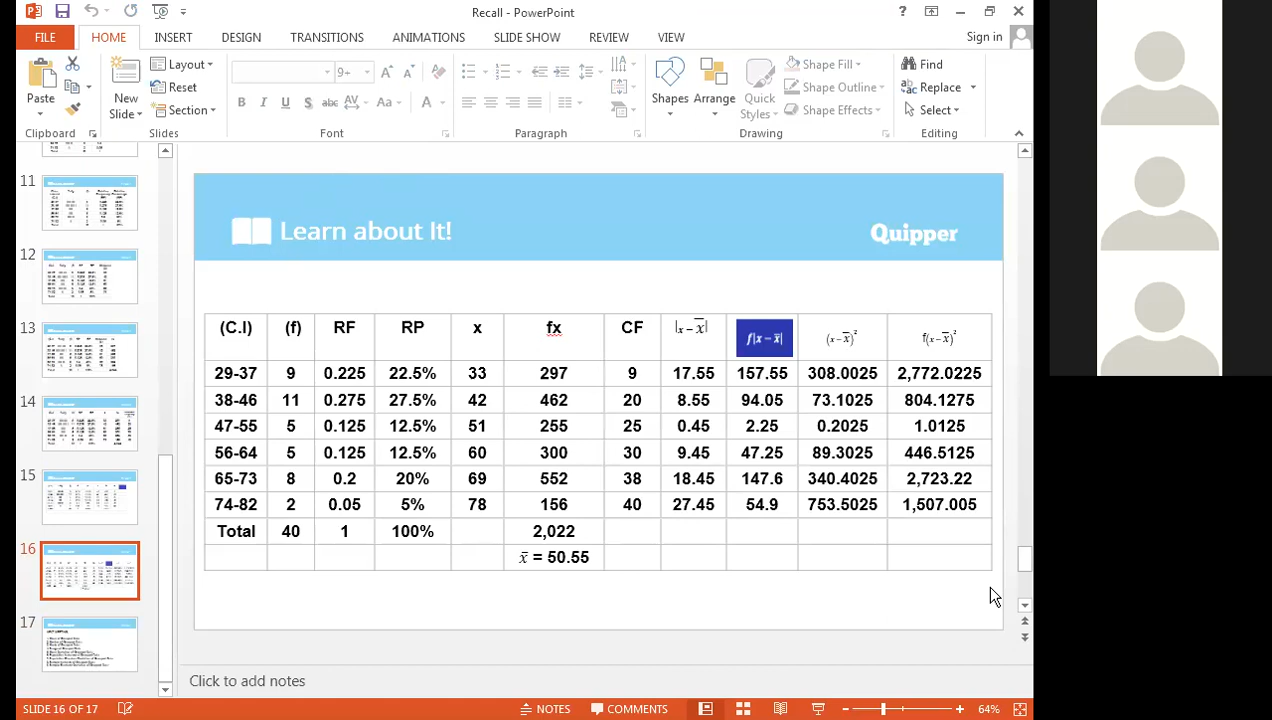 Recall - PowerPoint
?
FILE HOME INSERT DESIGN TRANSITIONS ANIMATIONS SLIDE SHOW REVIEW VIEW Sign in
Paste
New Slide
Layout
Reset
Section
9+
B I U S abc AV Aa A
Shapes
Arrange
Quick Styles
Shape Fill
Shape Outline
Shape Effects
Find
Replace
Select
Clipboard Slides Font Paragraph Drawing Editing
11
12
13
14
15
16
17
Learn about It!
Quipper
(C.I) (f) RF RP x fx CF |x – x̅| f|x – x̅| (x – x̅)² f(x – x̅)²
29-37 9 0.225 22.5% 33 297 9 17.55 157.55 308.0025 2,772.0225
38-46 11 0.275 27.5% 42 462 20 8.55 94.05 73.1025 804.1275
47-55 5 0.125 12.5% 51 255 25 0.45 2.25 0.2025 1.0125
56-64 5 0.125 12.5% 60 300 30 9.45 47.25 89.3025 446.5125
65-73 8 0.2 20% 69 552 38 18.45 147.6 340.4025 2,723.22
74-82 2 0.05 5% 78 156 40 27.45 54.9 753.5025 1,507.005
Total 40 1 100% 2,022
x̅ = 50.55
Click to add notes
SLIDE 16 OF 17 NOTES COMMENTS 64%